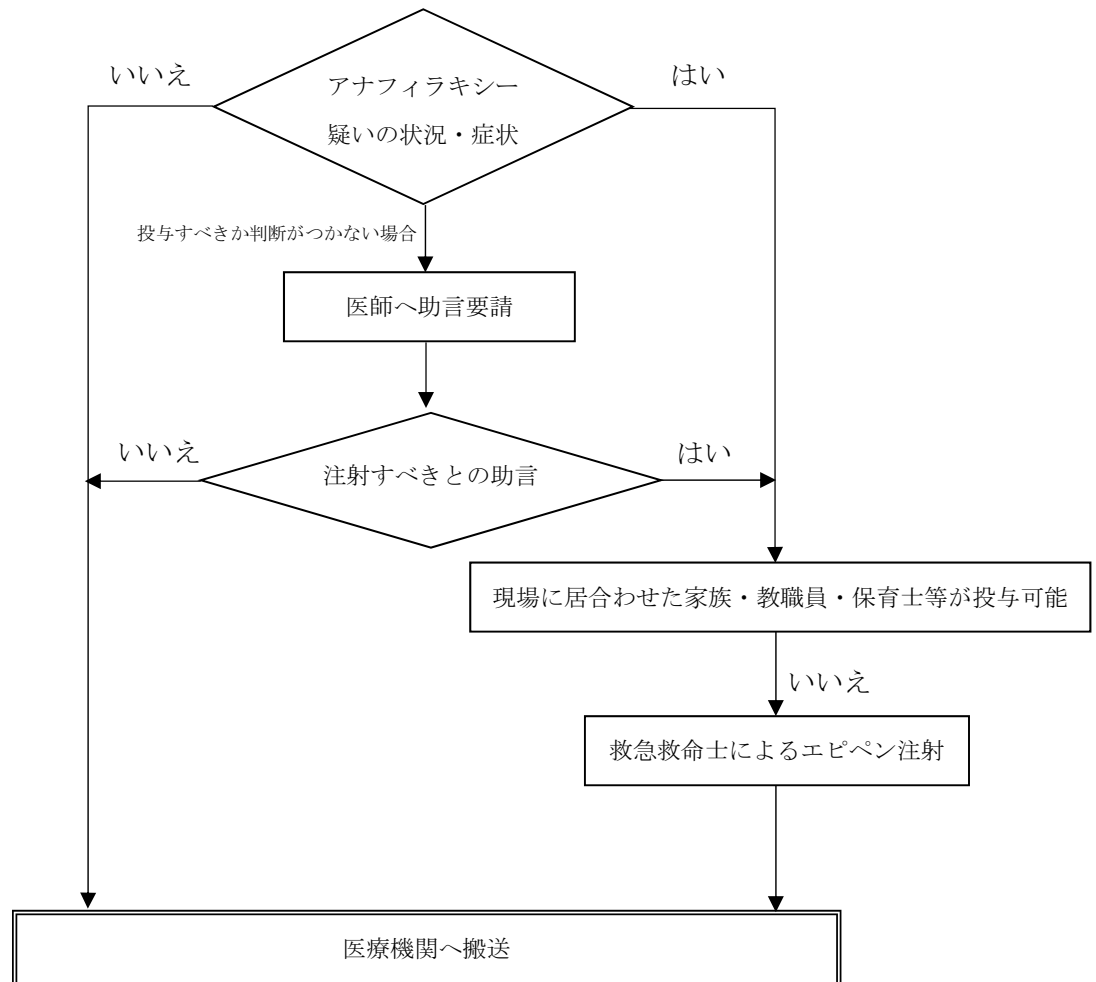 いいえ
はい
アナフィラキシー
疑いの状況・症状
投与すべきか判断がつかない場合
医師へ助言要請
いいえ
はい
注射すべきとの助言
現場に居合わせた家族・教職員・保育士等が投与可能
いいえ
救急救命士によるエピペン注射
医療機関へ搬送